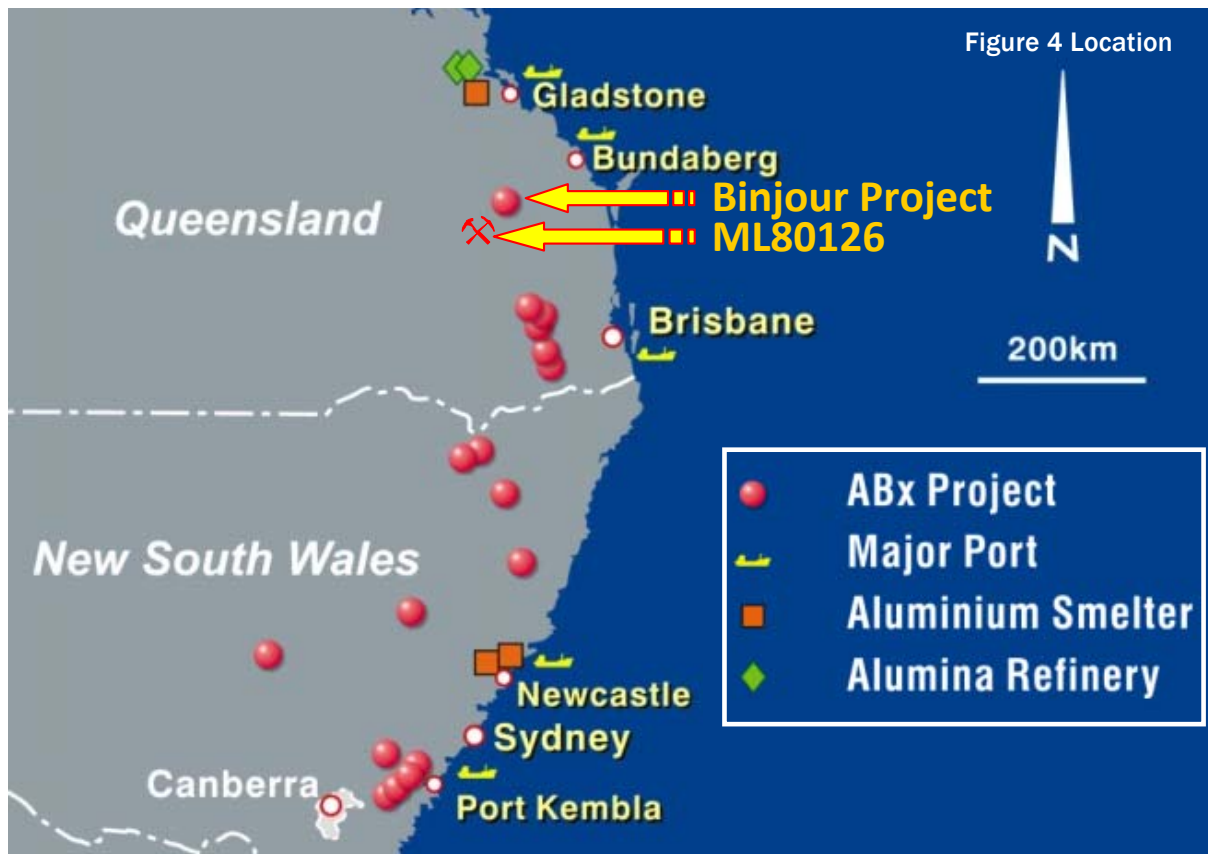 Figure 4 Location
Gladstone
Bundaberg
Queensland
Binjour Project
ML80126
N
Brisbane
200km
New South Wales
Newcastle
Sydney
Canberra
Port Kembla
ABx Project
Major Port
Aluminium Smelter
Alumina Refinery